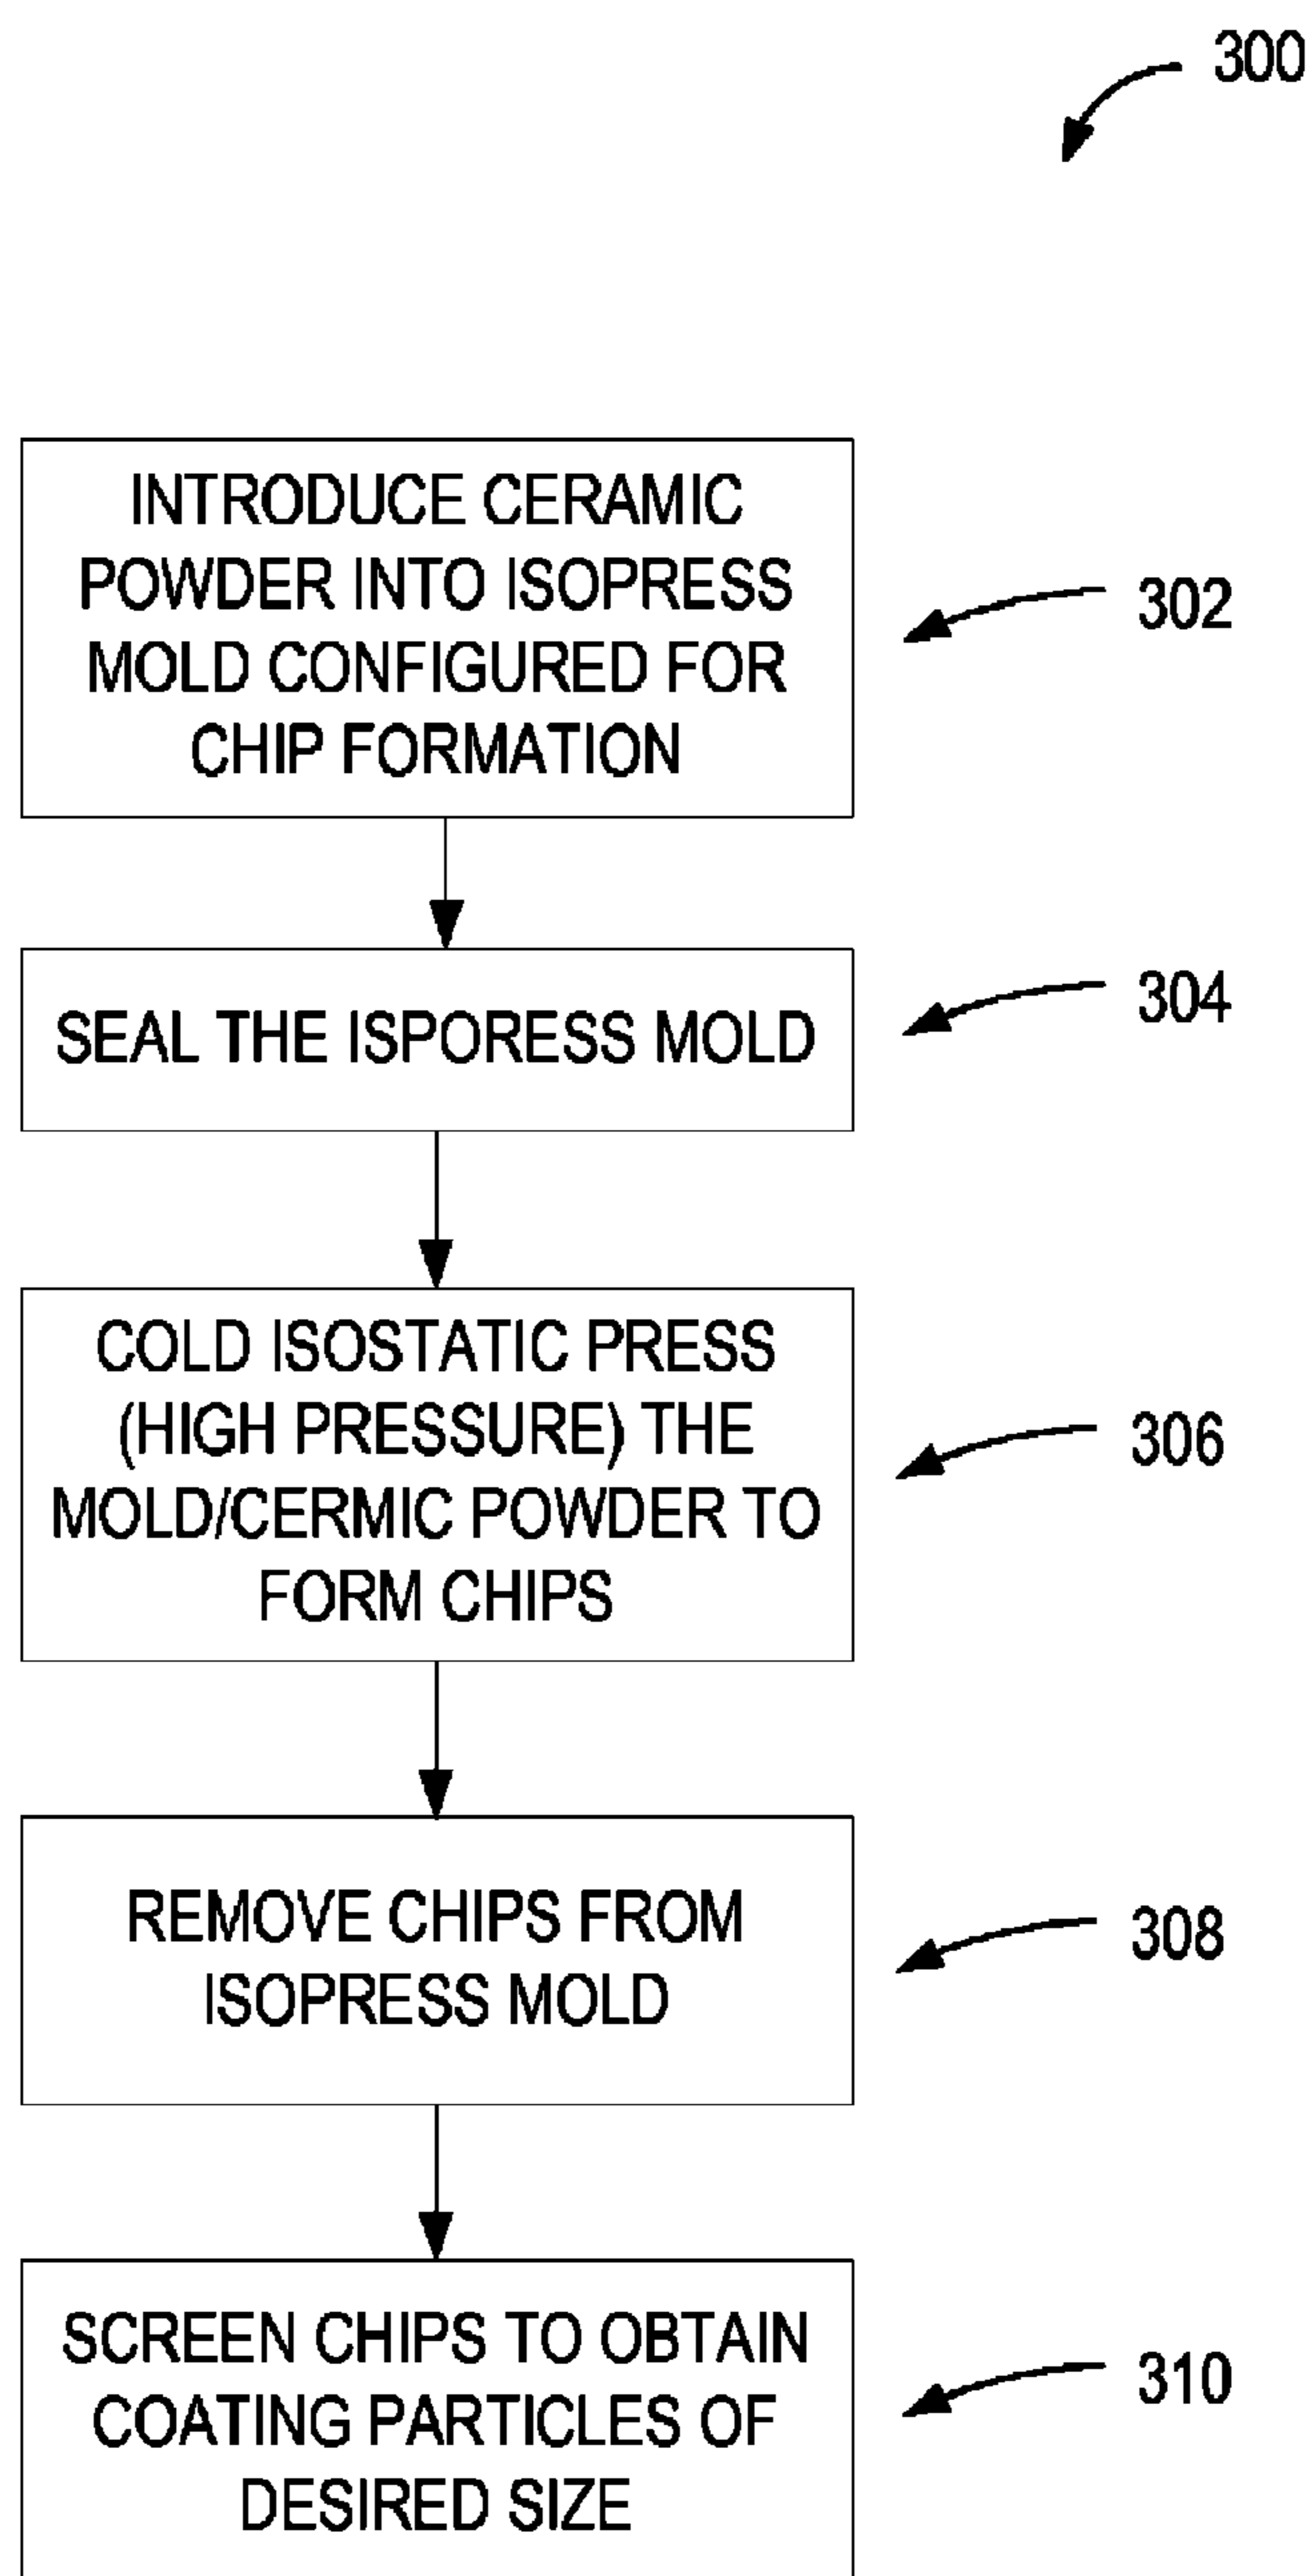 300
INTRODUCE CERAMIC
POWDER INTO ISOPRESS
MOLD CONFIGURED FOR
CHIP FORMATION
302
SEAL THE ISPORESS MOLD
304
COLD ISOSTATIC PRESS
(HIGH PRESSURE) THE
MOLD/CERMIC POWDER TO
FORM CHIPS
306
REMOVE CHIPS FROM
ISOPRESS MOLD
308
SCREEN CHIPS TO OBTAIN
COATING PARTICLES OF
DESIRED SIZE
310